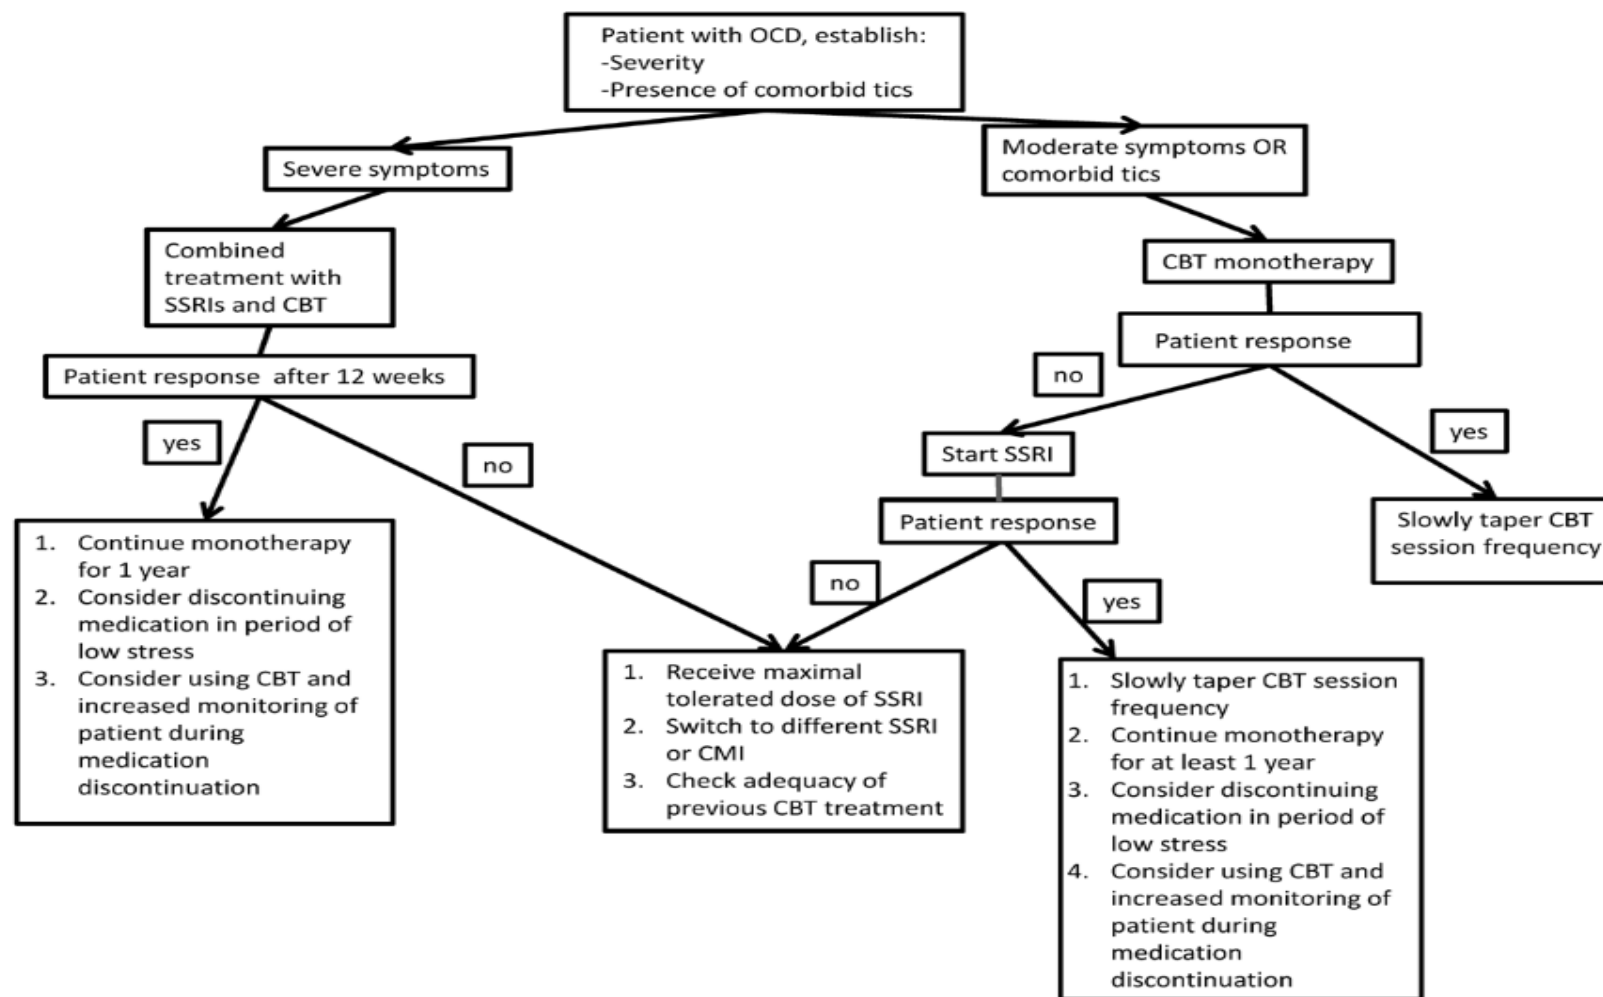 Patient with OCD, establish:
-Severity
-Presence of comorbid tics
Severe symptoms
Moderate symptoms OR
comorbid tics
Combined
treatment with
SSRIs and CBT
CBT monotherapy
Patient response after 12 weeks
Patient response
yes
no
no
yes
Start SSRI
Patient response
Slowly taper CBT
session frequency
no
yes
1. Continue monotherapy
for 1 year
2. Consider discontinuing
medication in period of
low stress
3. Consider using CBT and
increased monitoring of
patient during
medication
discontinuation
1. Receive maximal
tolerated dose of SSRI
2. Switch to different SSRI
or CMI
3. Check adequacy of
previous CBT treatment
1. Slowly taper CBT session
frequency
2. Continue monotherapy
for at least 1 year
3. Consider discontinuing
medication in period of
low stress
4. Consider using CBT and
increased monitoring of
patient during
medication
discontinuation